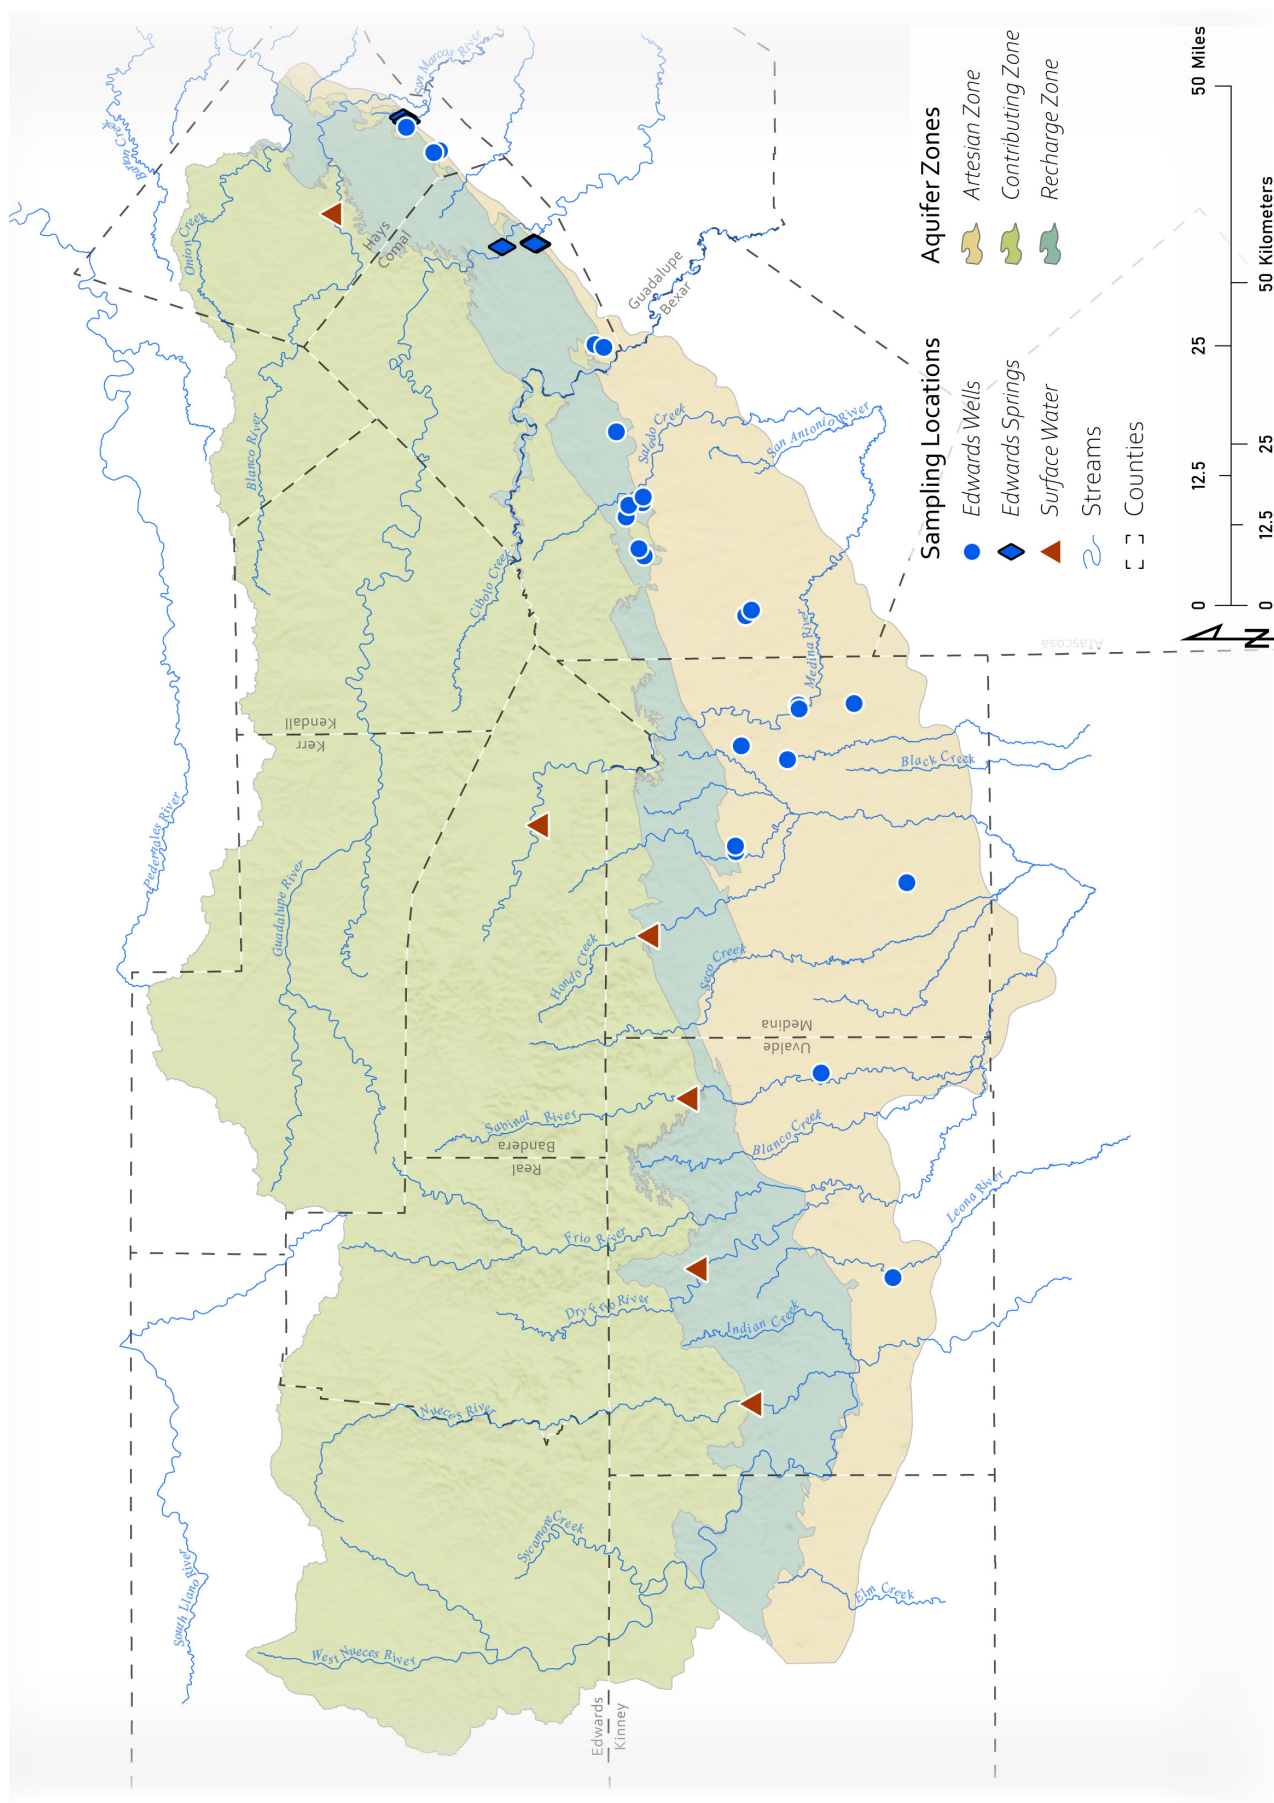 Barton Creek
San Marcos River
Onion Creek
Hays
Comal
Blanco River
Guadalupe
Bexar
Salado Creek
San Antonio River
Cibolo Creek
Medina River
Kendall
Kerr
Pedernales River
Guadalupe River
Black Creek
Hondo Creek
Seco Creek
Medina
Uvalde
Sabinal River
Bandera
Real
Blanco Creek
Leona River
Frio River
Dry Frio River
Indian Creek
Nueces River
Sycamore Creek
Elm Creek
South Llano River
West Nueces River
Edwards
Kinney
Atascosa
Sampling Locations
Edwards Wells
Edwards Springs
Surface Water
Streams
Counties
Aquifer Zones
Artesian Zone
Contributing Zone
Recharge Zone
0 12.5 25 50 Miles
0 12.5 25 50 Kilometers
N